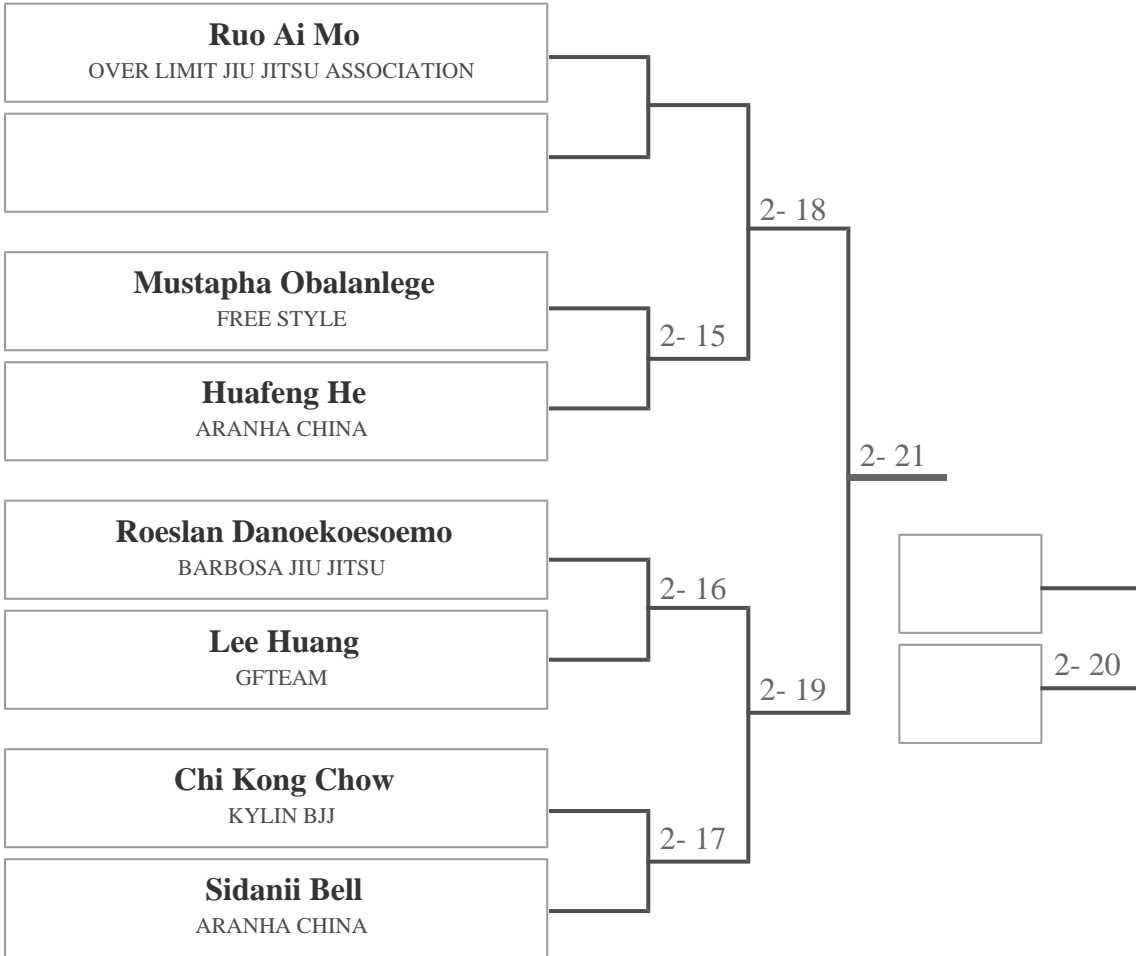 Ruo Ai Mo
OVER LIMIT JIU JITSU ASSOCIATION
2- 18
Mustapha Obalanlege
FREE STYLE
2- 15
Huafeng He
ARANHA CHINA
2- 21
Roeslan Danoekoesoemo
BARBOSA JIU JITSU
2- 16
Lee Huang
GFTEAM
2- 20
2- 19
Chi Kong Chow
KYLIN BJJ
2- 17
Sidanii Bell
ARANHA CHINA